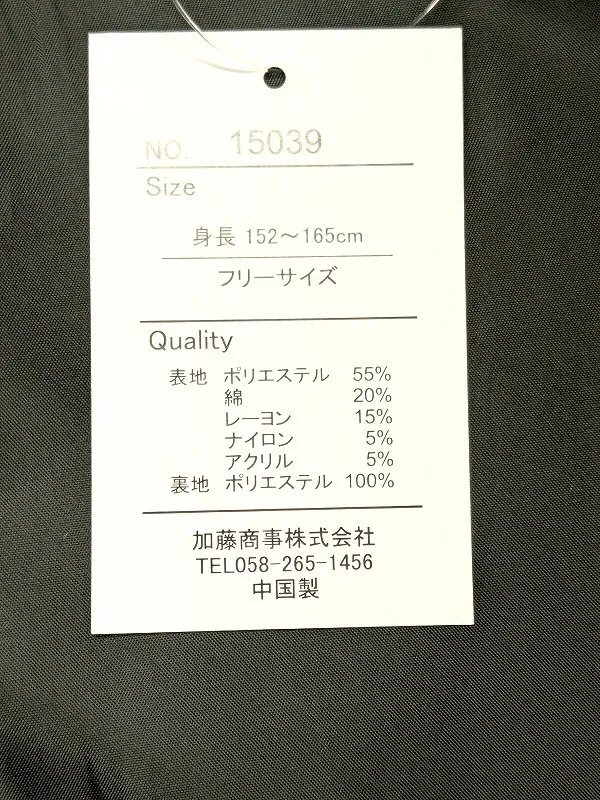 NO. 15039
Size
身長 152～165cm
フリーサイズ
Quality
表地 ポリエステル 55%
綿 20%
レーヨン 15%
ナイロン 5%
アクリル 5%
裏地 ポリエステル 100%
加藤商事株式会社
TEL058-265-1456
中国製